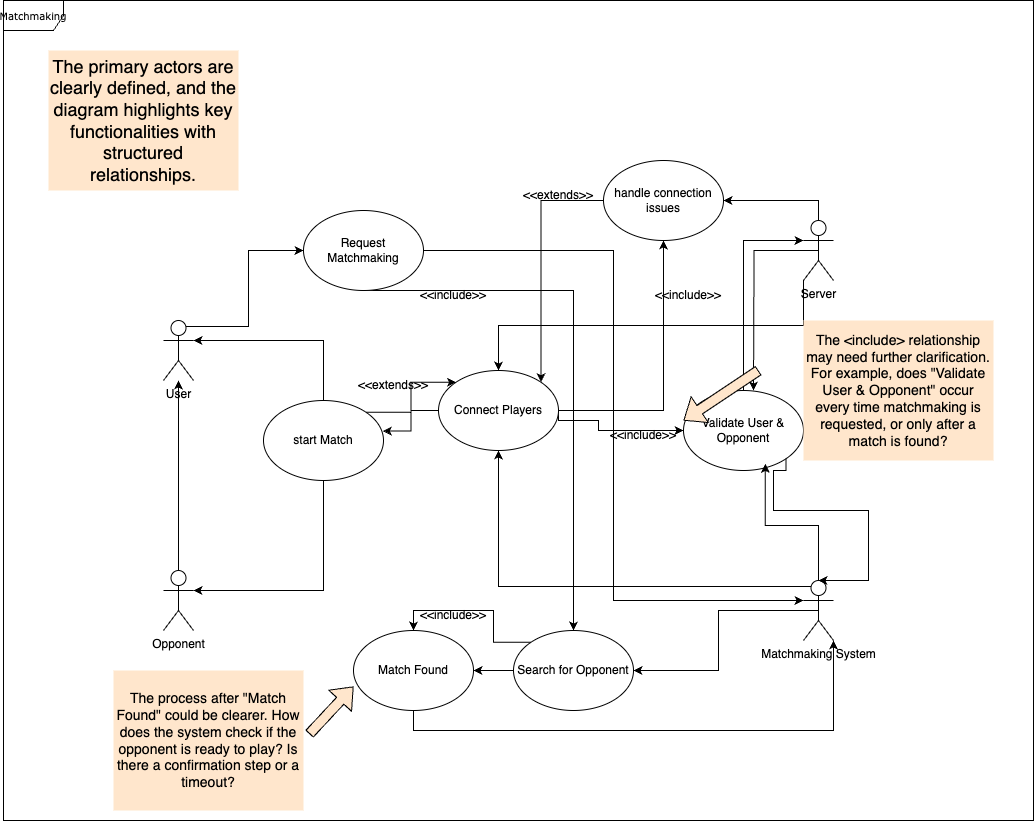 Matchmaking
The primary actors are
clearly defined, and the
diagram highlights key
functionalities with
structured
relationships.
handle connection
issues
<<extends>>
Request
Matchmaking
<<include>>
<<include>>
Server
User
The <include> relationship
may need further clarification.
For example, does "Validate
User & Opponent" occur
every time matchmaking is
requested, or only after a
match is found?
<<extends>>
Connect Players
start Match
Validate User &
Opponent
<<include>>
Opponent
<<include>>
Matchmaking System
Match Found
Search for Opponent
The process after "Match
Found" could be clearer. How
does the system check if the
opponent is ready to play? Is
there a confirmation step or a
timeout?